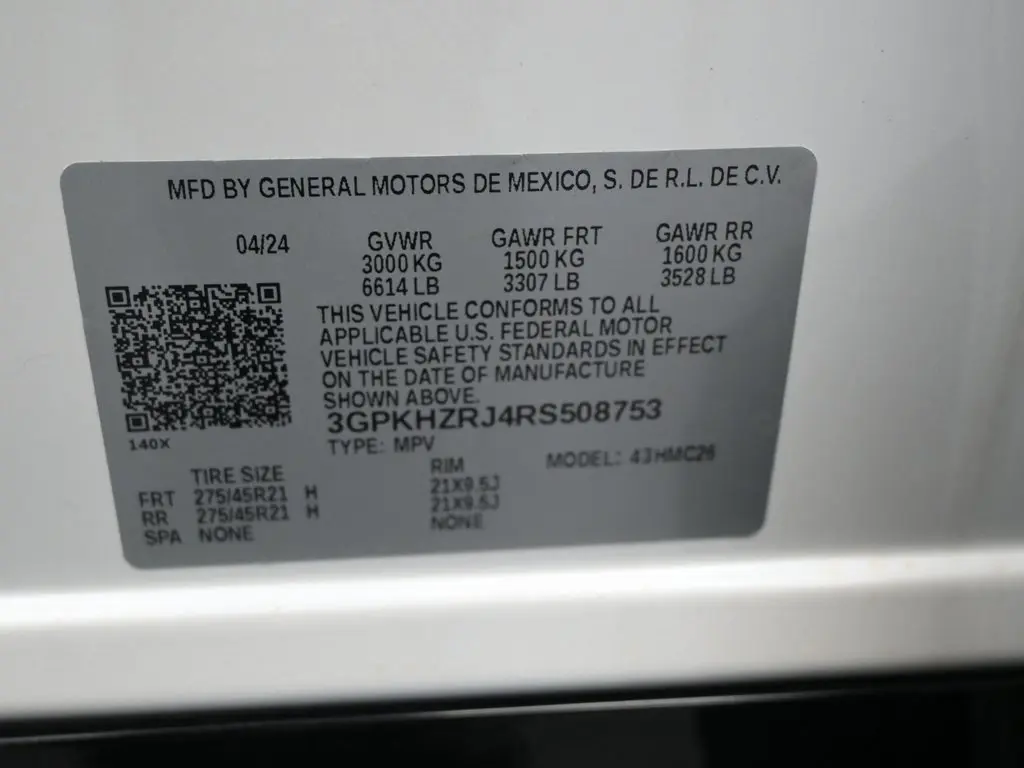 MFD BY GENERAL MOTORS DE MEXICO, S. DE R.L. DE C.V.
04/24 GVWR GAWR FRT GAWR RR
3000 KG 1500 KG 1600 KG
6614 LB 3307 LB 3528 LB
THIS VEHICLE CONFORMS TO ALL
APPLICABLE U.S. FEDERAL MOTOR
VEHICLE SAFETY STANDARDS IN EFFECT
ON THE DATE OF MANUFACTURE
SHOWN ABOVE.
3GPKHZRJ4RS508753
140X
TYPE: MPV MODEL: 43HMC26
TIRE SIZE RIM
FRT 275/45R21 H 21X9.5J
RR 275/45R21 H 21X9.5J
SPA NONE NONE